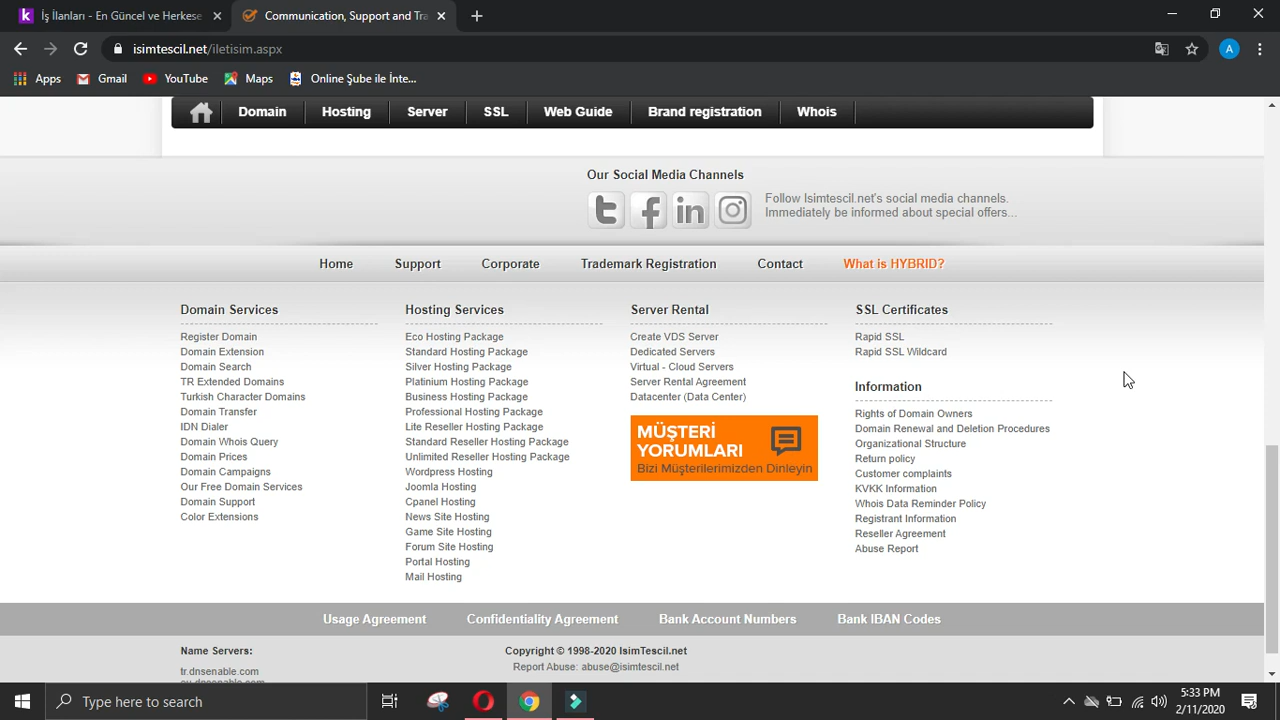 İş İlanları - En Güncel ve Herkese
Communication, Support and Tra
isimtescil.net/iletisim.aspx
A
Apps
Gmail
YouTube
Maps
Online Şube ile İnte...
Domain
Hosting
Server
SSL
Web Guide
Brand registration
Whois
Our Social Media Channels
Follow Isimtescil.net's social media channels.
Immediately be informed about special offers...
Home
Support
Corporate
Trademark Registration
Contact
What is HYBRID?
Domain Services
Register Domain
Domain Extension
Domain Search
TR Extended Domains
Turkish Character Domains
Domain Transfer
IDN Dialer
Domain Whois Query
Domain Prices
Domain Campaigns
Our Free Domain Services
Domain Support
Color Extensions
Hosting Services
Eco Hosting Package
Standard Hosting Package
Silver Hosting Package
Platinium Hosting Package
Business Hosting Package
Professional Hosting Package
Lite Reseller Hosting Package
Standard Reseller Hosting Package
Unlimited Reseller Hosting Package
Wordpress Hosting
Joomla Hosting
Cpanel Hosting
News Site Hosting
Game Site Hosting
Forum Site Hosting
Portal Hosting
Mail Hosting
Server Rental
Create VDS Server
Dedicated Servers
Virtual - Cloud Servers
Server Rental Agreement
Datacenter (Data Center)
MÜŞTERİ
YORUMLARI
Bizi Müşterilerimizden Dinleyin
SSL Certificates
Rapid SSL
Rapid SSL Wildcard
Information
Rights of Domain Owners
Domain Renewal and Deletion Procedures
Organizational Structure
Return policy
Customer complaints
KVKK Information
Whois Data Reminder Policy
Registrant Information
Reseller Agreement
Abuse Report
Usage Agreement
Confidentiality Agreement
Bank Account Numbers
Bank IBAN Codes
Name Servers:
tr.dnsenable.com
eu.dnsenable.com
Copyright © 1998-2020 IsimTescil.net
Report Abuse: abuse@isimtescil.net
Type here to search
5:33 PM
2/11/2020